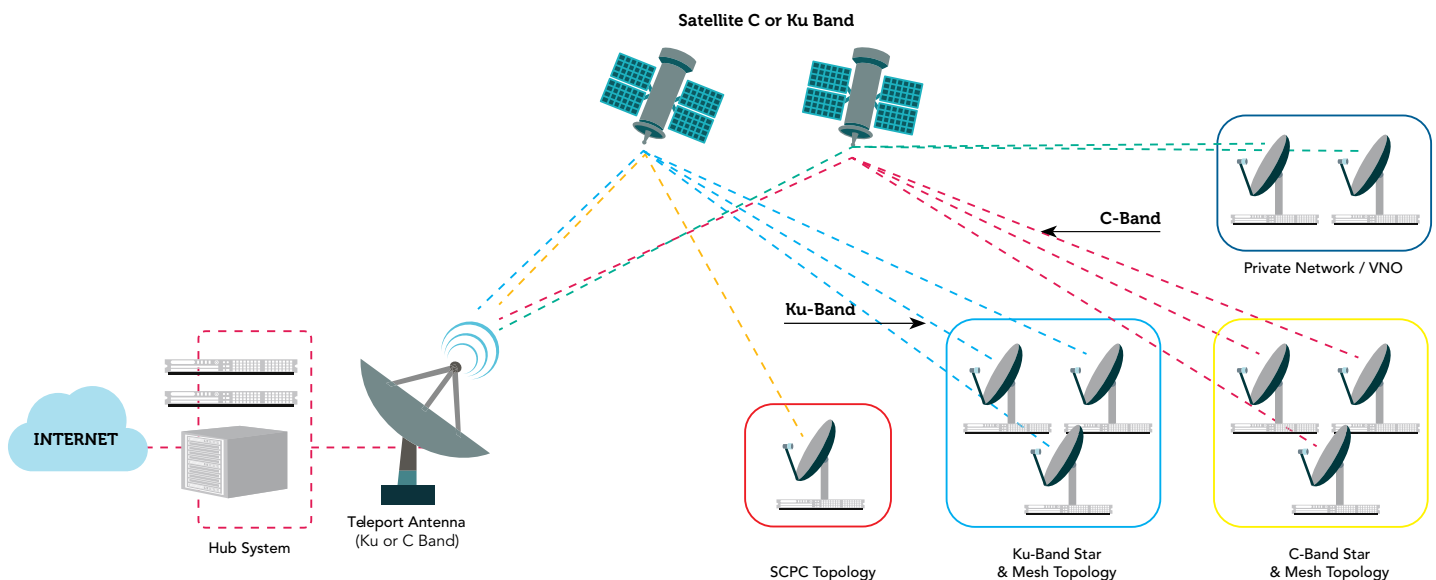 Satellite C or Ku Band
C-Band
Private Network / VNO
Ku-Band
INTERNET
Hub System
Teleport Antenna
(Ku or C Band)
SCPC Topology
Ku-Band Star
& Mesh Topology
C-Band Star
& Mesh Topology